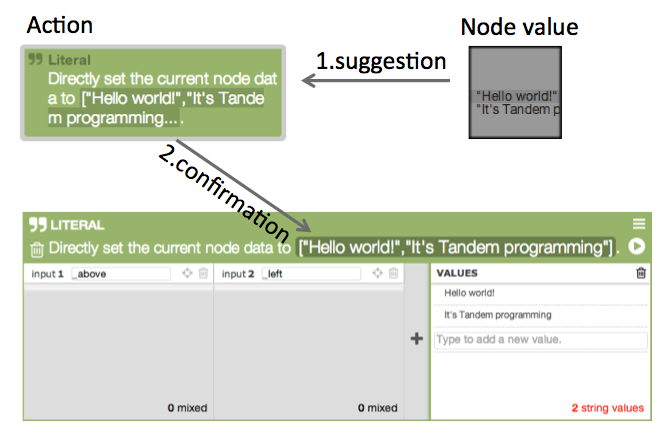 Action
Node value
Literal
Directly set the current node dat
a to ["Hello world!","It's Tande
m programming... .
1.suggestion
"Hello world!"
"It's Tandem p
2.confirmation
LITERAL
Directly set the current node data to ["Hello world!","It's Tandem programming"] .
input 1 _above
input 2 _left
VALUES
Hello world!
It's Tandem programming
+
Type to add a new value.
0 mixed
0 mixed
2 string values